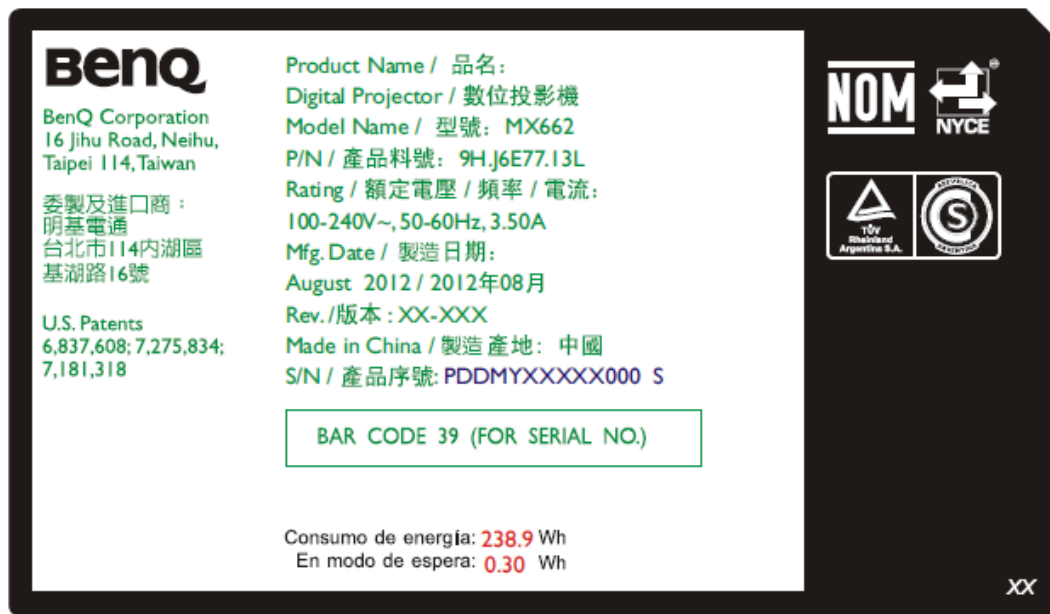 BenQ
BenQ Corporation
16 Jihu Road, Neihu,
Taipei 114,Taiwan
委製及進口商：
明基電通
台北市114内湖區
基湖路16號
U.S. Patents
6,837,608; 7,275,834;
7,181,318
Product Name / 品名：
Digital Projector / 數位投影機
Model Name / 型號：MX662
P/N / 產品料號：9H.J6E77.13L
Rating / 額定電壓 / 頻率 / 電流：
100-240V~, 50-60Hz, 3.50A
Mfg. Date / 製造日期：
August 2012 / 2012年08月
Rev. /版本 : XX-XXX
Made in China / 製造產地：中國
S/N / 產品序號: PDDMYXXXXX000 S
BAR CODE 39 (FOR SERIAL NO.)
Consumo de energía: 238.9 Wh
En modo de espera: 0.30 Wh
NOM
NYCE
TÜV
Rheinland
Argentina S.A.
REPUBLICA
S
ARGENTINA
XX